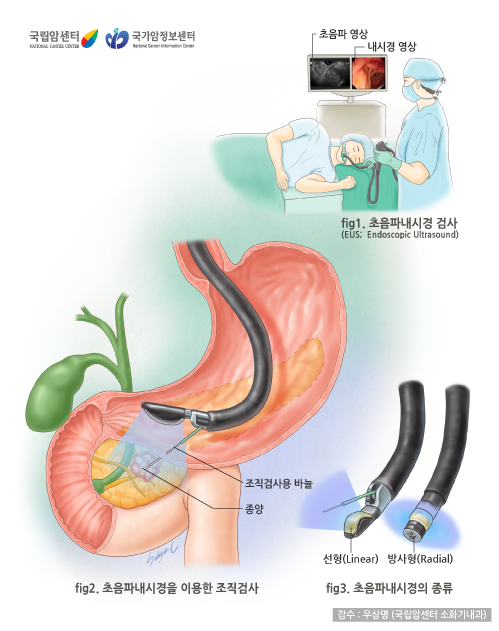 국립암센터
NATIONAL CANCER CENTER
국가암정보센터
National Cancer Information Center
초음파 영상
내시경 영상
fig1. 초음파내시경 검사
(EUS: Endoscopic Ultrasound)
조직검사용 바늘
종양
선형(Linear)
방사형(Radial)
fig2. 초음파내시경을 이용한 조직검사
fig3. 초음파내시경의 종류
감수 : 우상명 (국립암센터 소화기내과)